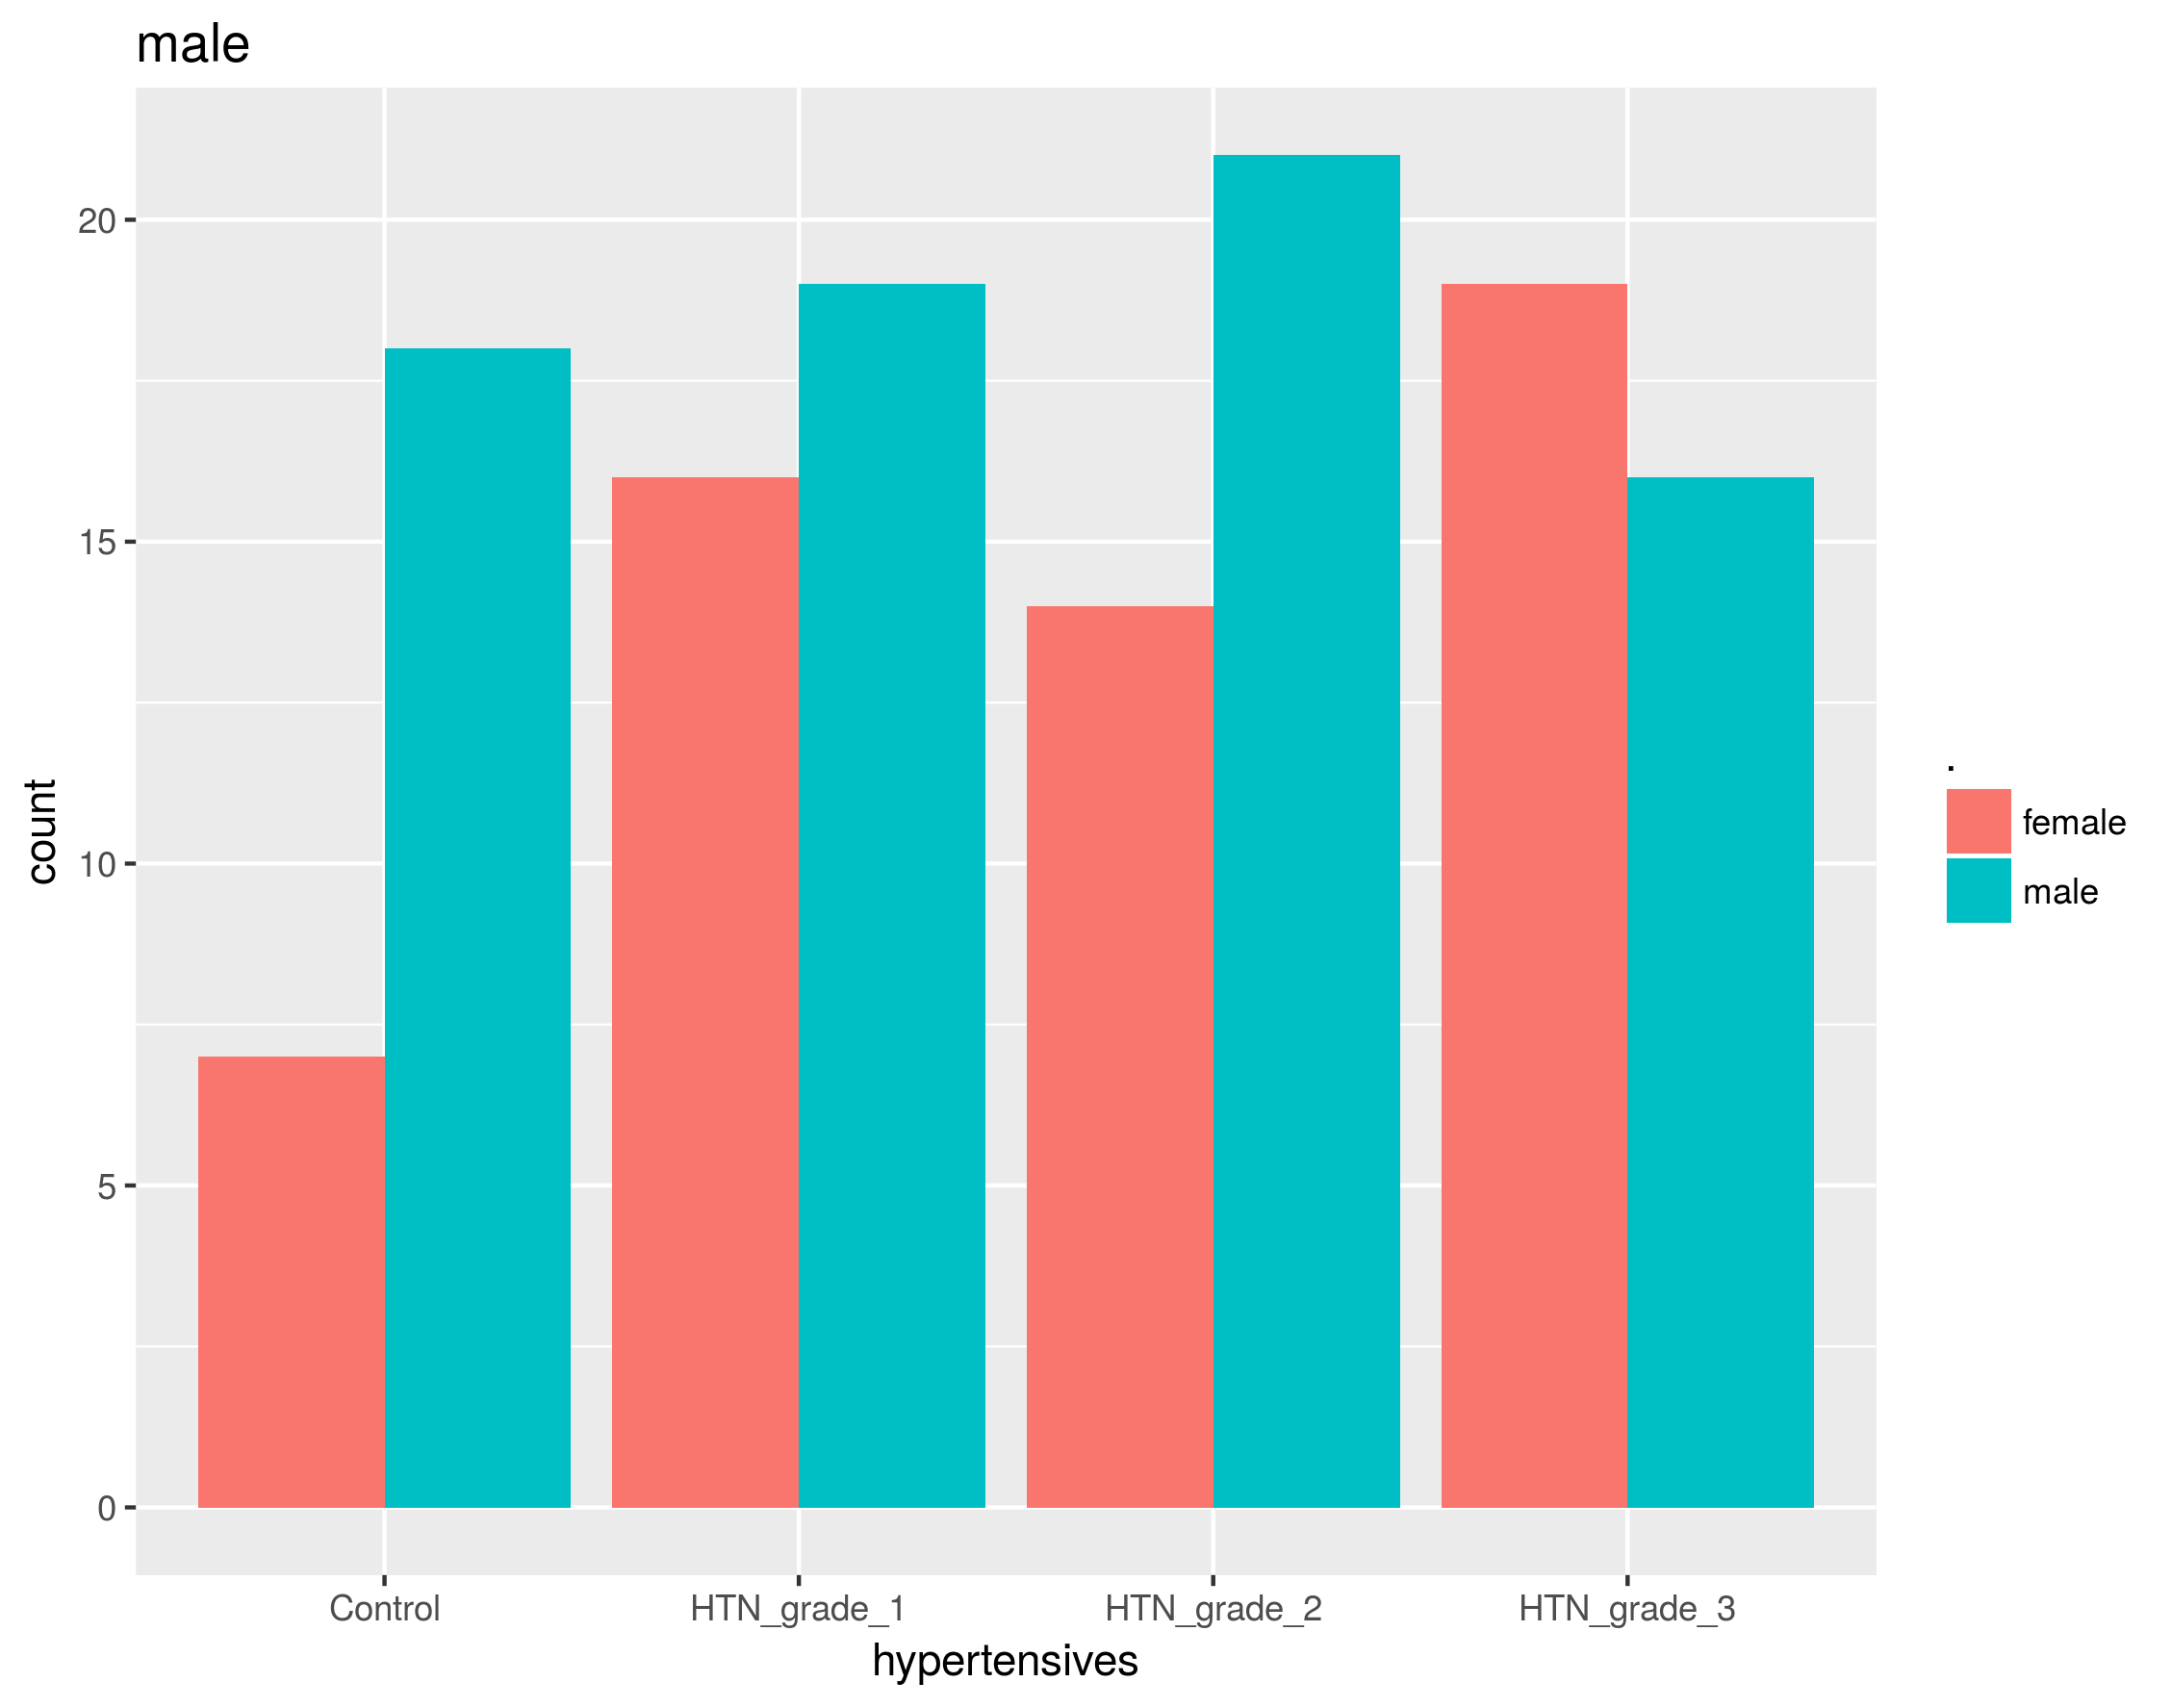 male
count
20
15
10
5
0
Control HTN_grade_1 HTN_grade_2 HTN_grade_3
hypertensives
.
female
male